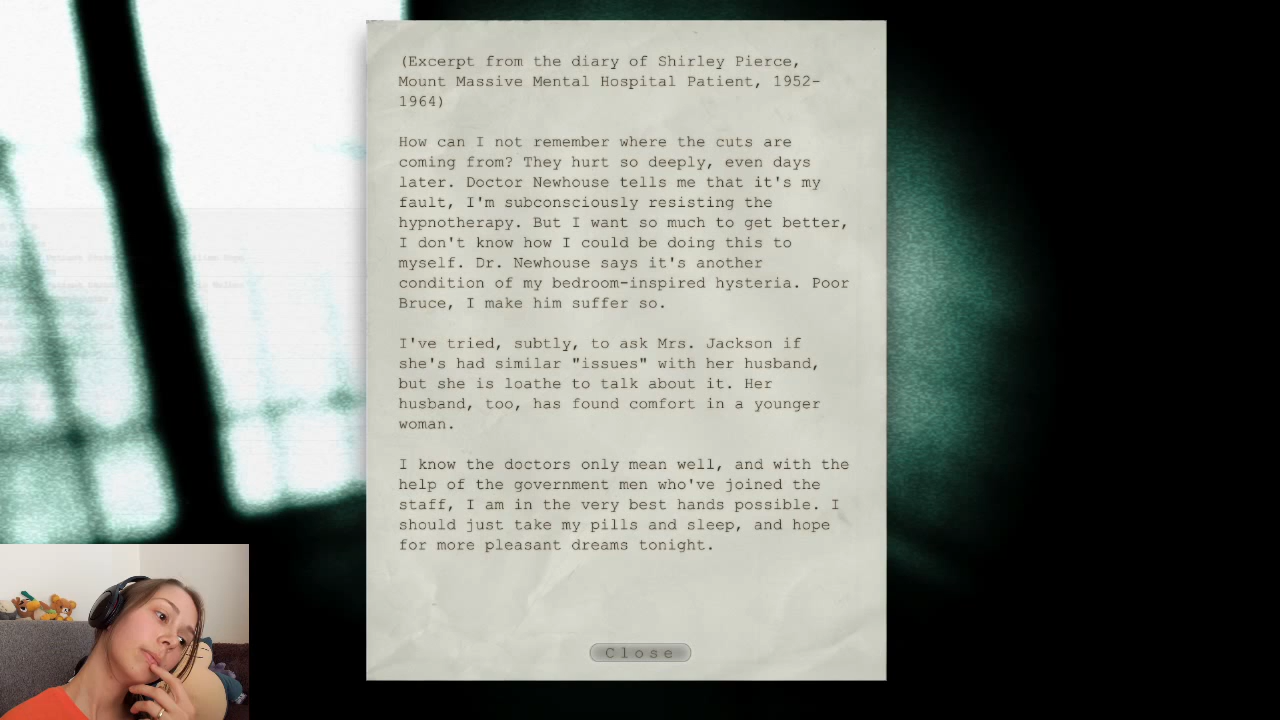 (Excerpt from the diary of Shirley Pierce,
Mount Massive Mental Hospital Patient, 1952-
1964)
How can I not remember where the cuts are
coming from? They hurt so deeply, even days
later. Doctor Newhouse tells me that it's my
fault, I'm subconsciously resisting the
hypnotherapy. But I want so much to get better,
I don't know how I could be doing this to
myself. Dr. Newhouse says it's another
condition of my bedroom-inspired hysteria. Poor
Bruce, I make him suffer so.
I've tried, subtly, to ask Mrs. Jackson if
she's had similar "issues" with her husband,
but she is loathe to talk about it. Her
husband, too, has found comfort in a younger
woman.
I know the doctors only mean well, and with the
help of the government men who've joined the
staff, I am in the very best hands possible. I
should just take my pills and sleep, and hope
for more pleasant dreams tonight.
Close